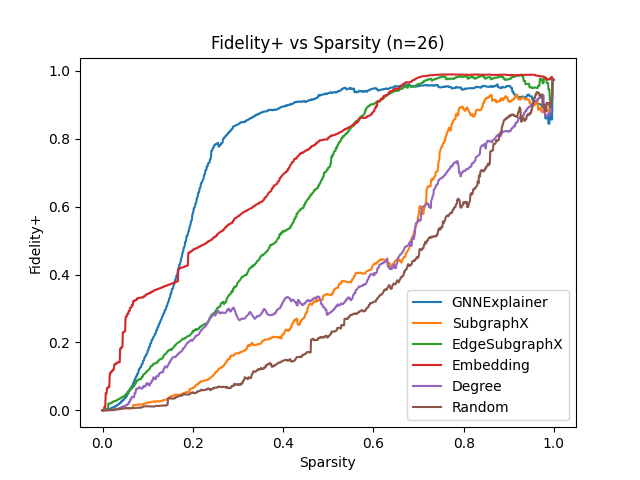 Fidelity+ vs Sparsity (n=26)
Fidelity+
1.0
0.8
0.6
0.4
0.2
0.0
0.0 0.2 0.4 0.6 0.8 1.0
Sparsity
GNNExplainer
SubgraphX
EdgeSubgraphX
Embedding
Degree
Random